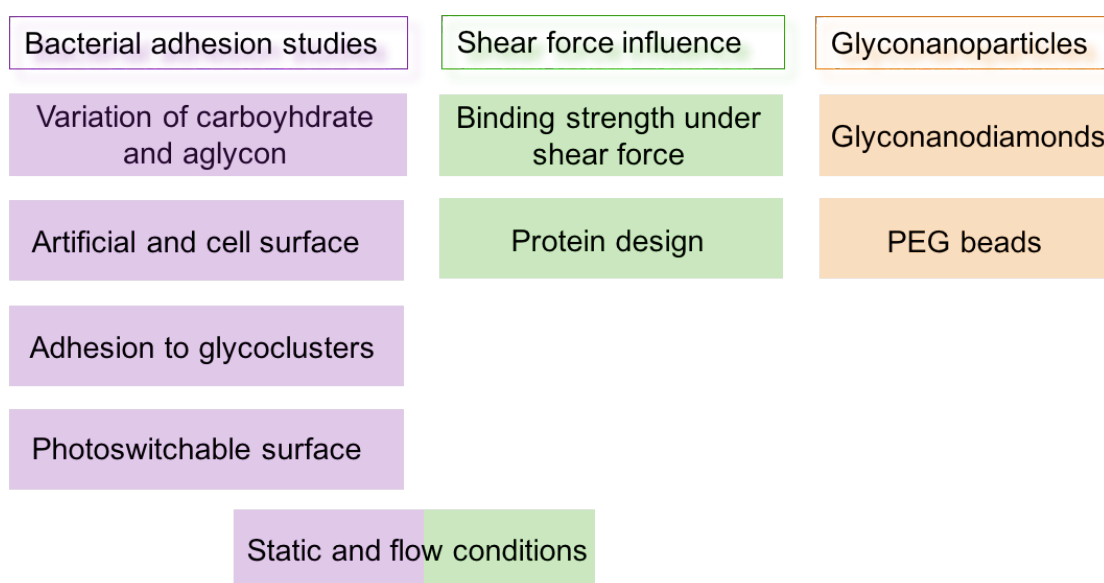 Bacterial adhesion studies
Shear force influence
Glyconanoparticles
Variation of carboyhdrate
and aglycon
Binding strength under
shear force
Glyconanodiamonds
Artificial and cell surface
Protein design
PEG beads
Adhesion to glycoclusters
Photoswitchable surface
Static and flow conditions